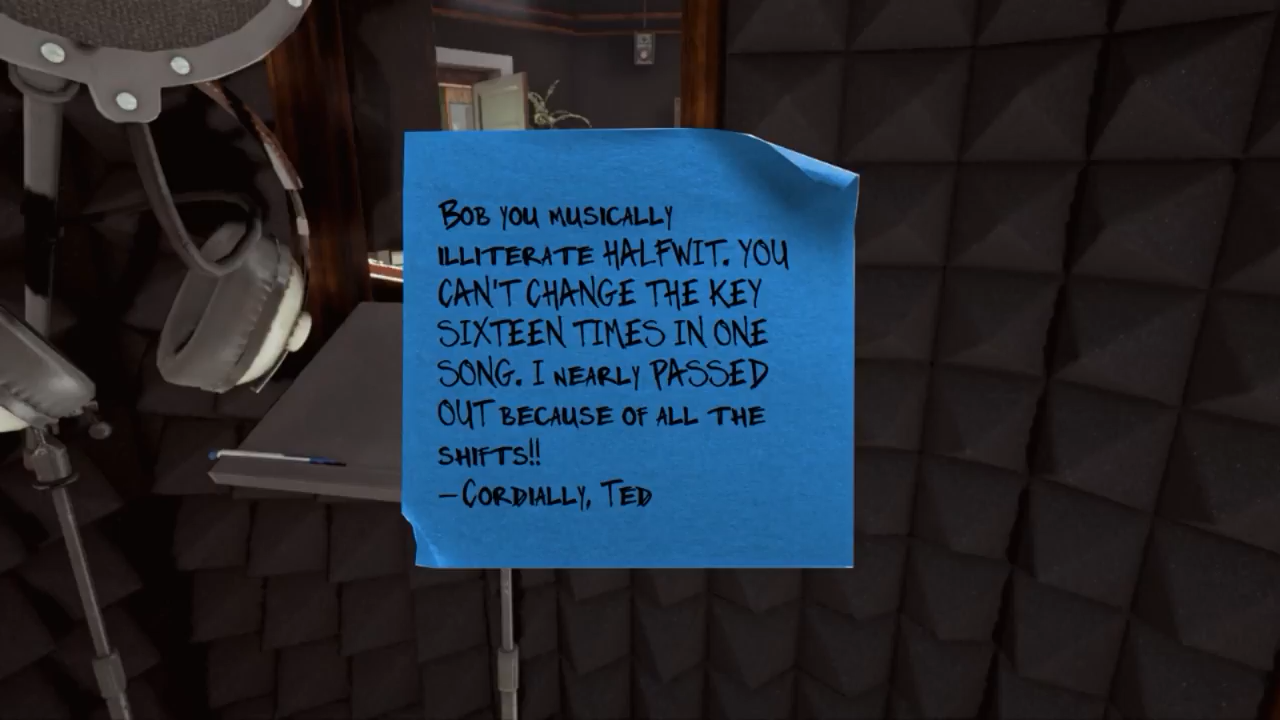 Bob you musically
illiterate HALFWIT. YOU
CAN'T CHANGE THE KEY
SIXTEEN TIMES IN ONE
SONG. I nearly PASSED
OUT because of all the
shifts!!
—Cordially, Ted